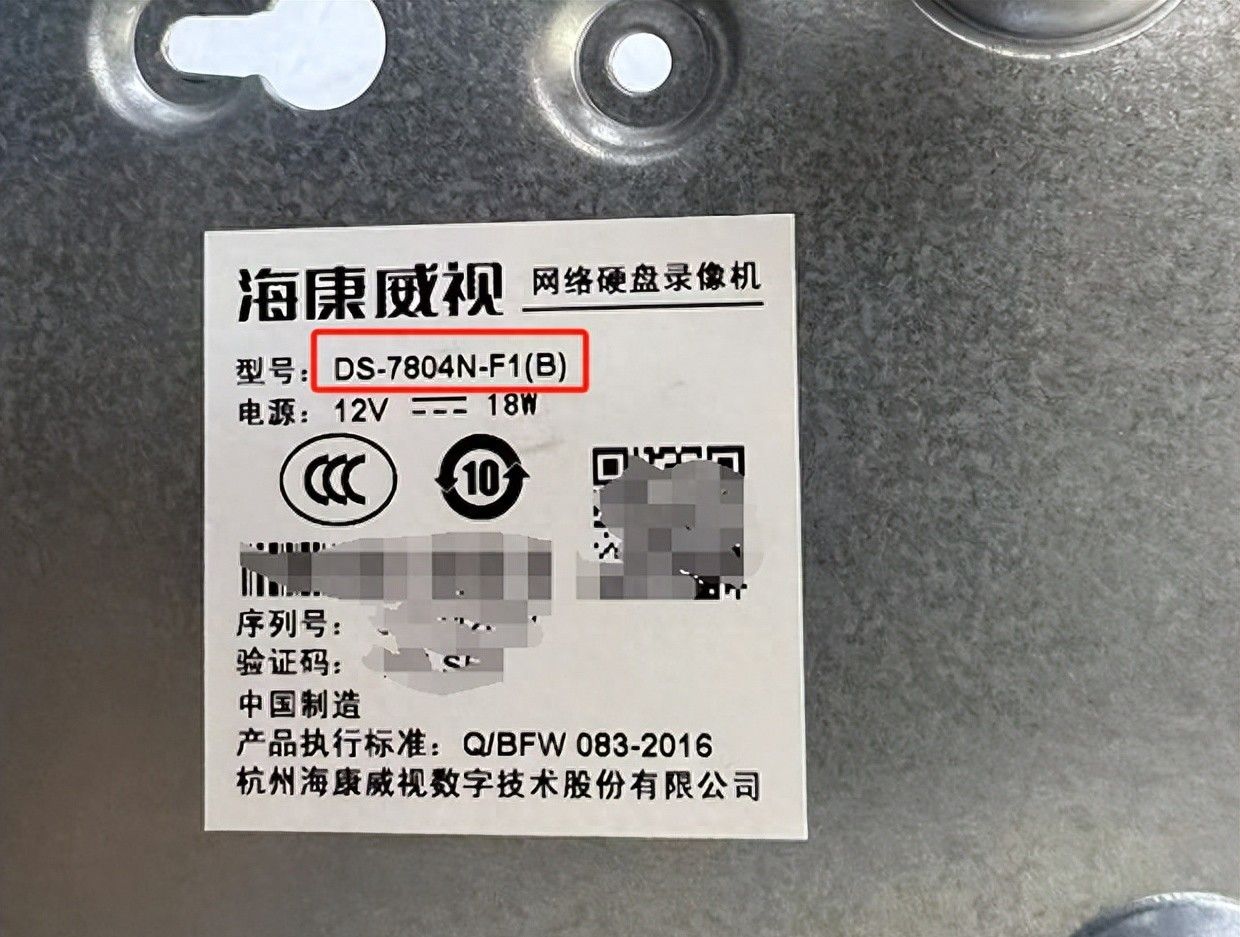 海康威视 网络硬盘录像机
型号: DS-7804N-F1(B)
电源: 12V 18W
CCC 10
序列号:
验证码:
中国制造
产品执行标准: Q/BFW 083-2016
杭州海康威视数字技术股份有限公司